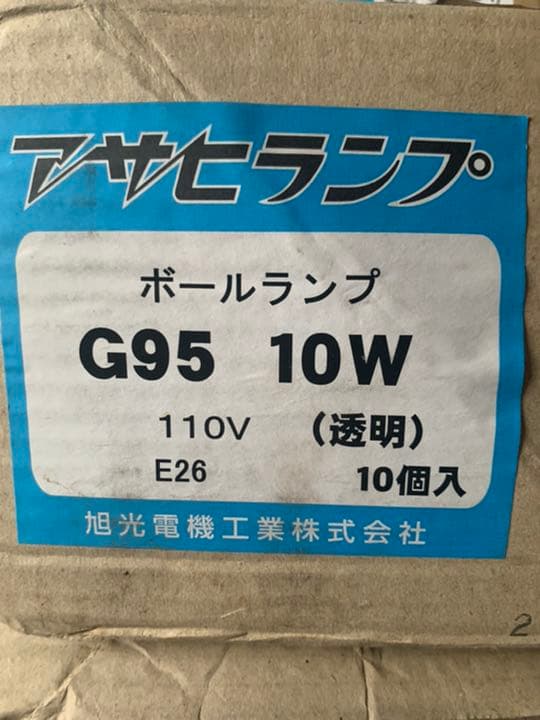 アサヒランプ
ボールランプ
G95 10W
110V (透明)
E26 10個入
旭光電機工業株式会社
2